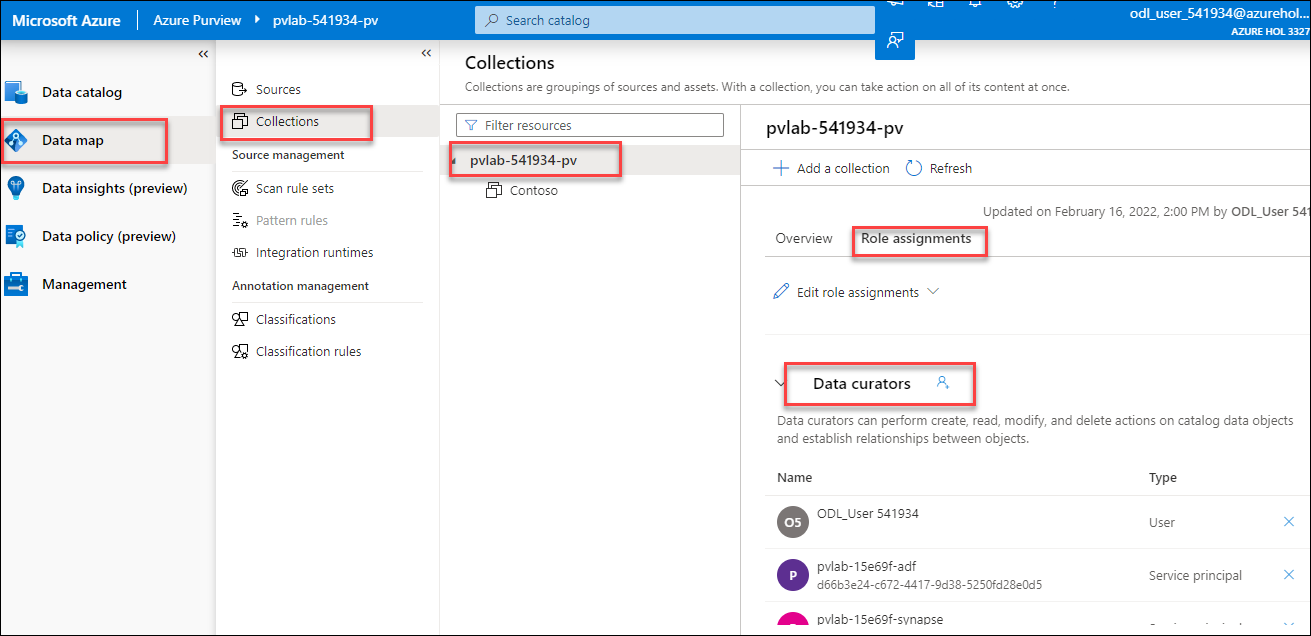 Microsoft Azure
Azure Purview
pvlab-541934-pv
Search catalog
odl_user_541934@azurehol...
AZURE HOL 3327
Data catalog
Data map
Data insights (preview)
Data policy (preview)
Management
Sources
Collections
Source management
Scan rule sets
Pattern rules
Integration runtimes
Annotation management
Classifications
Classification rules
Collections
Collections are groupings of sources and assets. With a collection, you can take action on all of its content at once.
Filter resources
pvlab-541934-pv
Contoso
pvlab-541934-pv
Add a collection
Refresh
Updated on February 16, 2022, 2:00 PM by ODL_User 541
Overview
Role assignments
Edit role assignments
Data curators
Data curators can perform create, read, modify, and delete actions on catalog data objects
and establish relationships between objects.
Name Type
O5
ODL_User 541934
User
P
pvlab-15e69f-adf
d66b3e24-c672-4417-9d38-5250fd28e0d5
Service principal
pvlab-15e69f-synapse